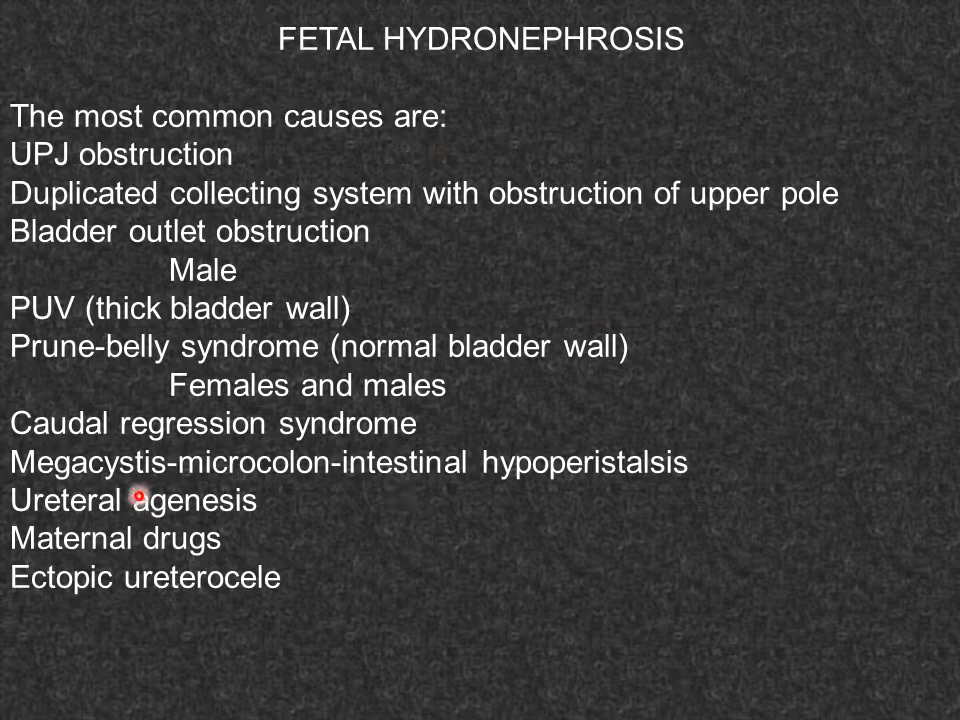 FETAL HYDRONEPHROSIS
The most common causes are:
UPJ obstruction
Duplicated collecting system with obstruction of upper pole
Bladder outlet obstruction
Male
PUV (thick bladder wall)
Prune-belly syndrome (normal bladder wall)
Females and males
Caudal regression syndrome
Megacystis-microcolon-intestinal hypoperistalsis
Ureteral agenesis
Maternal drugs
Ectopic ureterocele